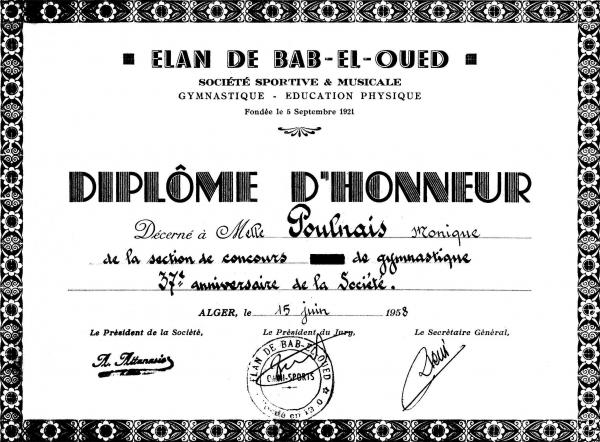 ELAN DE BAB-EL-OUED
SOCIÉTÉ SPORTIVE & MUSICALE
GYMNASTIQUE - EDUCATION PHYSIQUE
Fondée le 5 Septembre 1921
DIPLÔME D'HONNEUR
Décerné à Melle Poulnais Monique
de la section de concours de gymnastique
37e anniversaire de la Société.
ALGER, le 15 juin 1958
Le Président de la Société, Le Président du Jury, Le Secrétaire Général,
A. Attanasio
ELAN DE BAB-EL-OUED
OMNI-SPORTS